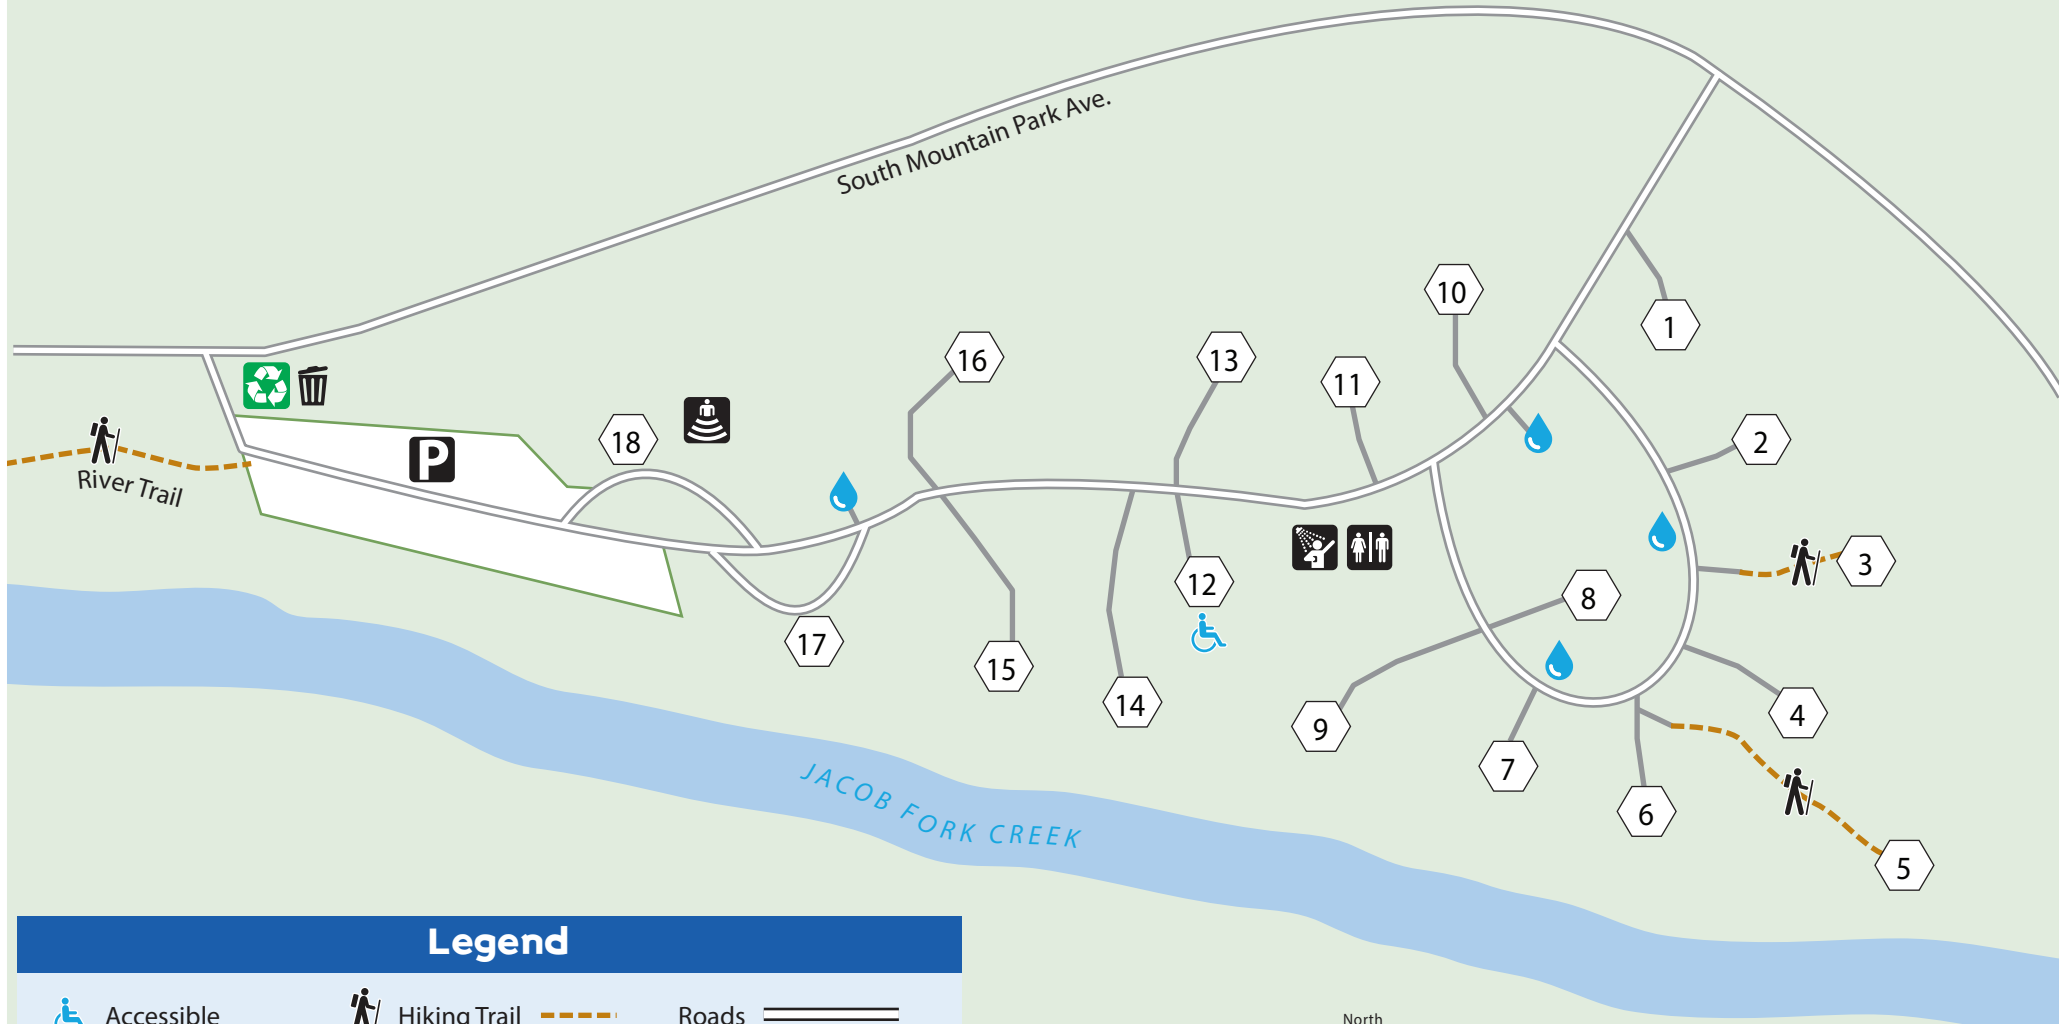 South Mountain Park Ave.
10
1
16
13
11
18
P
2
River Trail
3
12
8
17
15
14
9
4
7
6
5
JACOB FORK CREEK
Legend
Accessible
Hiking Trail
Roads
North